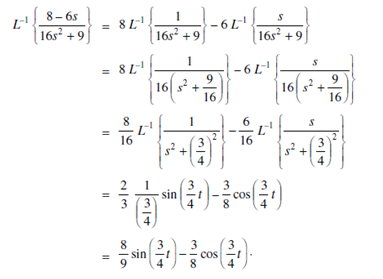 L⁻¹ { (8 − 6s) / (16s² + 9) } = 8 L⁻¹ { 1 / (16s² + 9) } − 6 L⁻¹ { s / (16s² + 9) }
= 8 L⁻¹ { 1 / (16(s² + 9/16)) } − 6 L⁻¹ { s / (16(s² + 9/16)) }
= 8/16 L⁻¹ { 1 / (s² + (3/4)²) } − 6/16 L⁻¹ { s / (s² + (3/4)²) }
= 2/3 1/(3/4) sin(3/4 t) − 3/8 cos(3/4 t)
= 8/9 sin(3/4 t) − 3/8 cos(3/4 t).